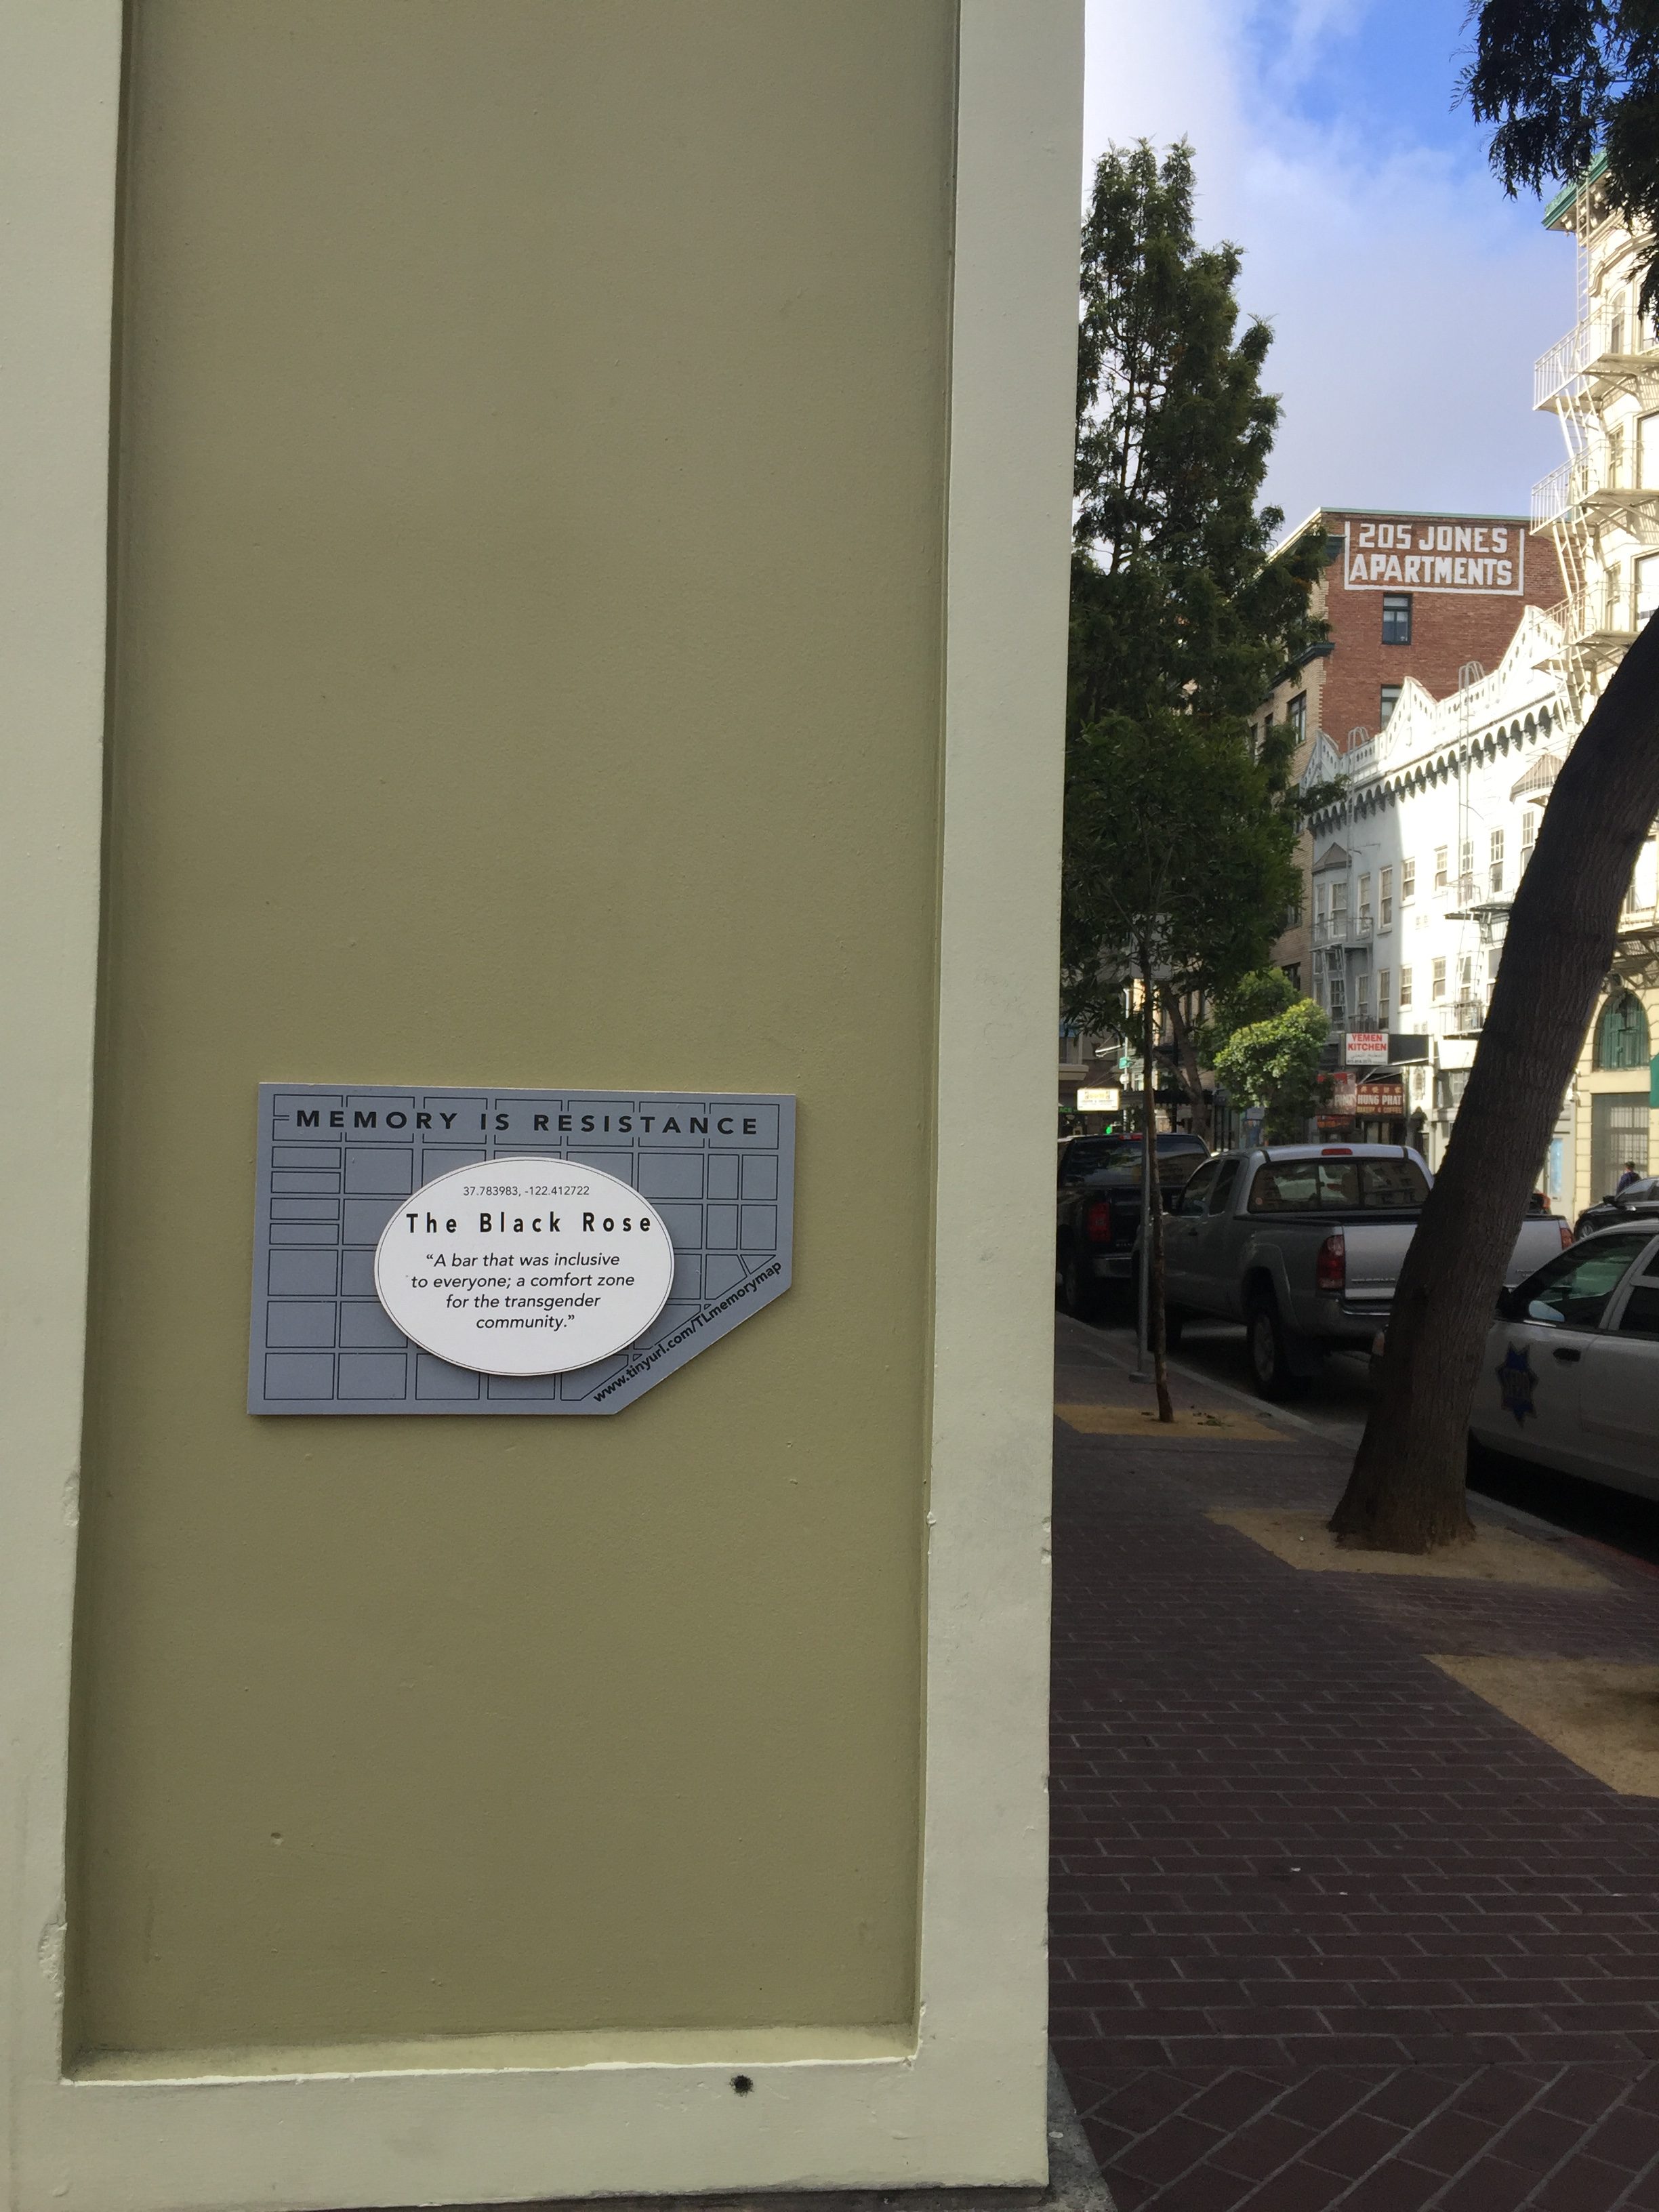 MEMORY IS RESISTANCE
37.783983, -122.412722
The Black Rose
“A bar that was inclusive
to everyone; a comfort zone
for the transgender
community.”
www.tinyurl.com/TLmemorymap
205 JONES
APARTMENTS
YEMEN
KITCHEN
HUNG PHAT